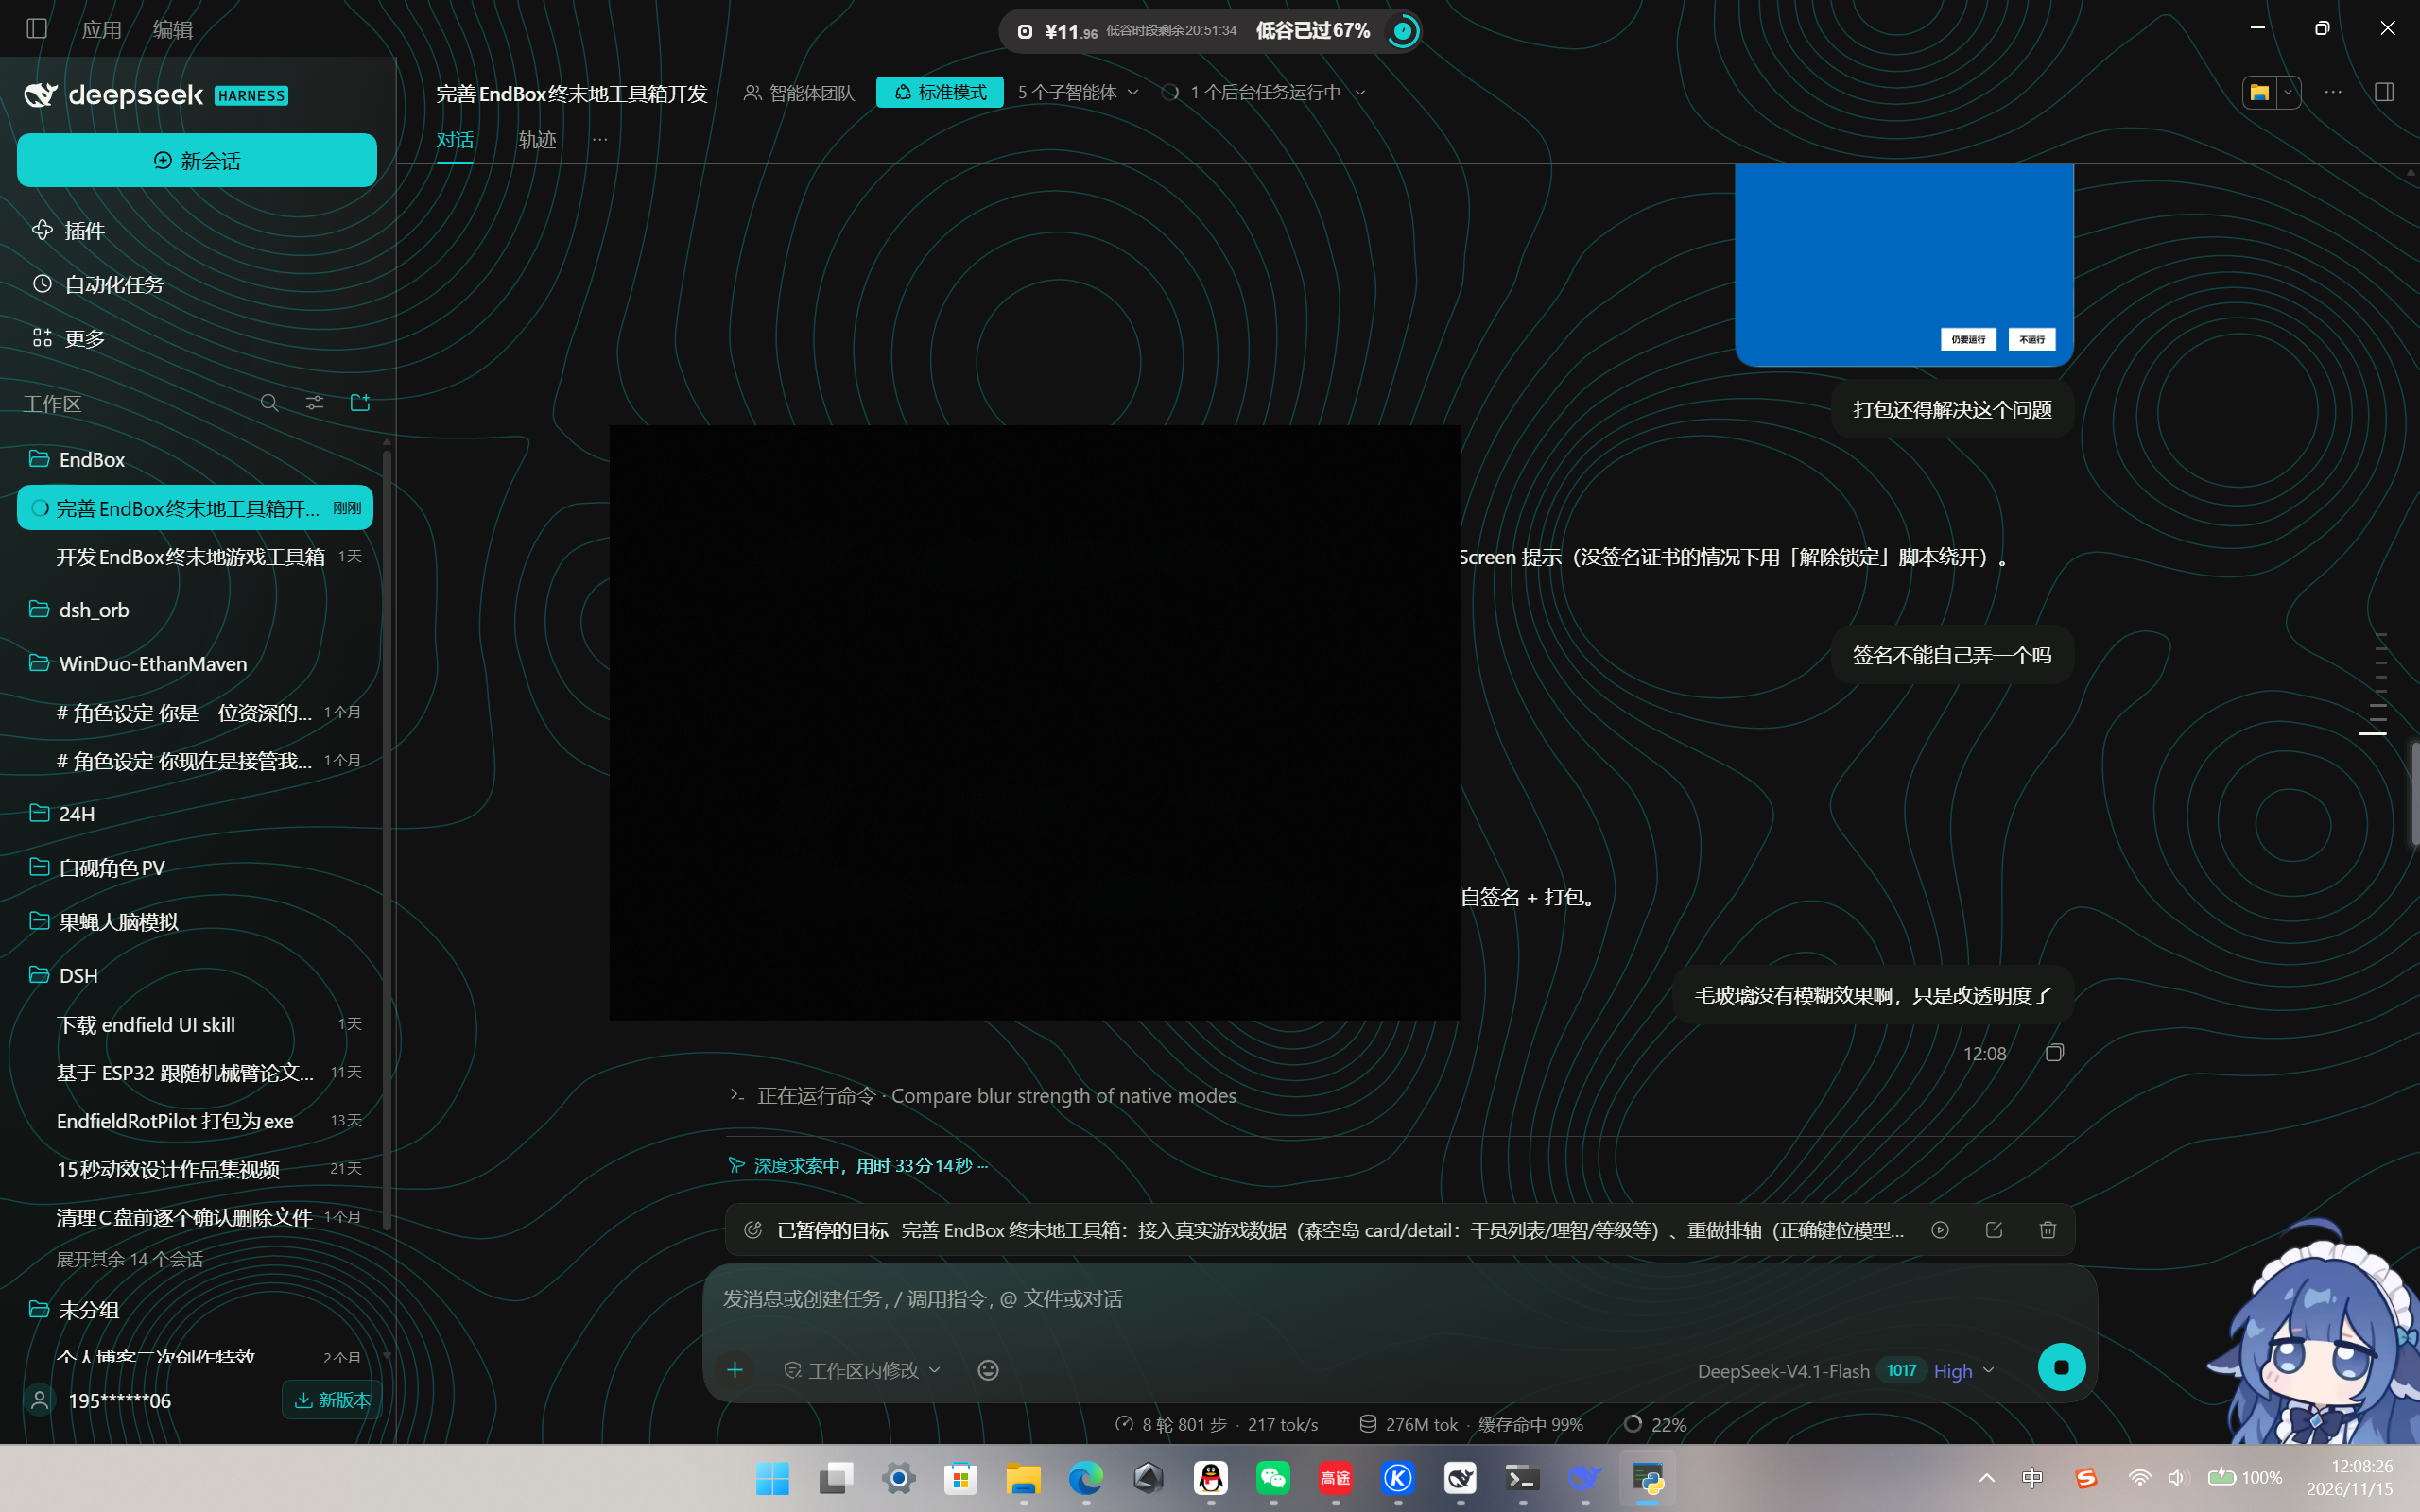 应用 编辑
¥11.96 低谷时段剩余20:51:34 低谷已过67%
deepseek HARNESS
新会话
插件
自动化任务
更多
工作区
EndBox
完善EndBox终末地工具箱开... 刚刚
开发EndBox终末地游戏工具箱 1天
dsh_orb
WinDuo-EthanMaven
# 角色设定 你是一位资深的... 1个月
# 角色设定 你现在是接管我... 1个月
24H
白砚角色PV
果蝇大脑模拟
DSH
下载 endfield UI skill 1天
基于 ESP32 跟随机械臂论文... 11天
EndfieldRotPilot 打包为exe 13天
15秒动效设计作品集视频 21天
清理C盘前逐个确认删除文件 1个月
展开其余 14 个会话
未分组
个人博客二次创作特效 2个月
195******06 新版本
完善EndBox终末地工具箱开发 智能体团队 标准模式 5 个子智能体 1 个后台任务运行中
对话 轨迹 ...
仍要运行 不运行
打包还得解决这个问题
Screen 提示（没签名证书的情况下用「解除锁定」脚本绕开）。
签名不能自己弄一个吗
自签名 + 打包。
毛玻璃没有模糊效果啊，只是改透明度了
12:08
正在运行命令 · Compare blur strength of native modes
深度求索中，用时 33分14秒 ...
已暂停的目标 完善 EndBox 终末地工具箱：接入真实游戏数据（森空岛 card/detail：干员列表/理智/等级等）、重做排轴（正确键位模型...
发消息或创建任务, / 调用指令, @ 文件或对话
工作区内修改 DeepSeek-V4.1-Flash 1017 High
8 轮 801 步 · 217 tok/s 276M tok · 缓存命中 99% 22%
高途 K 中 S 100% 12:08:26
2026/11/15